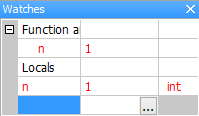 Watches
Function a
n 1
Locals
n 1 int
...